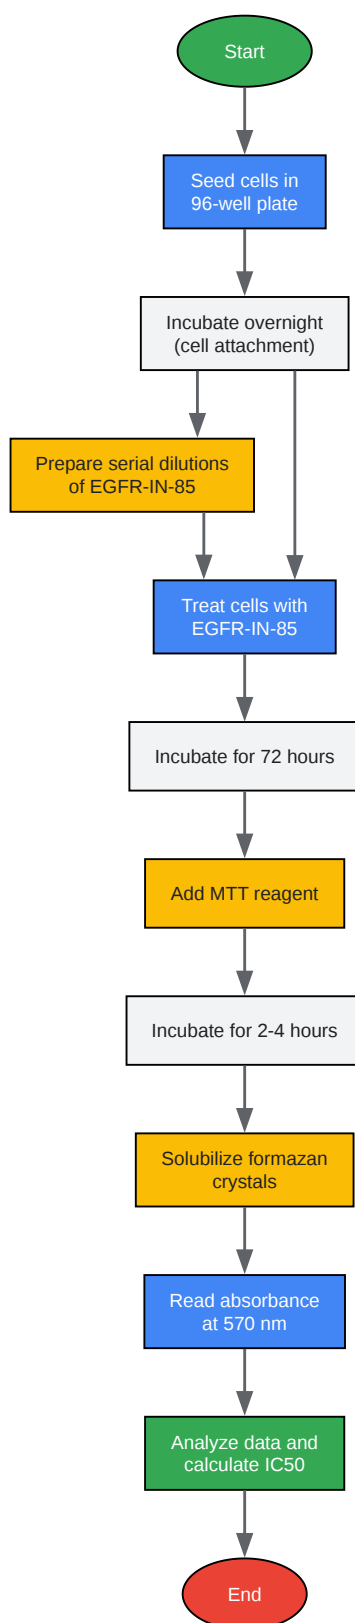 Start
Seed cells in
96-well plate
Incubate overnight
(cell attachment)
Prepare serial dilutions
of EGFR-IN-85
Treat cells with
EGFR-IN-85
Incubate for 72 hours
Add MTT reagent
Incubate for 2-4 hours
Solubilize formazan
crystals
Read absorbance
at 570 nm
Analyze data and
calculate IC50
End